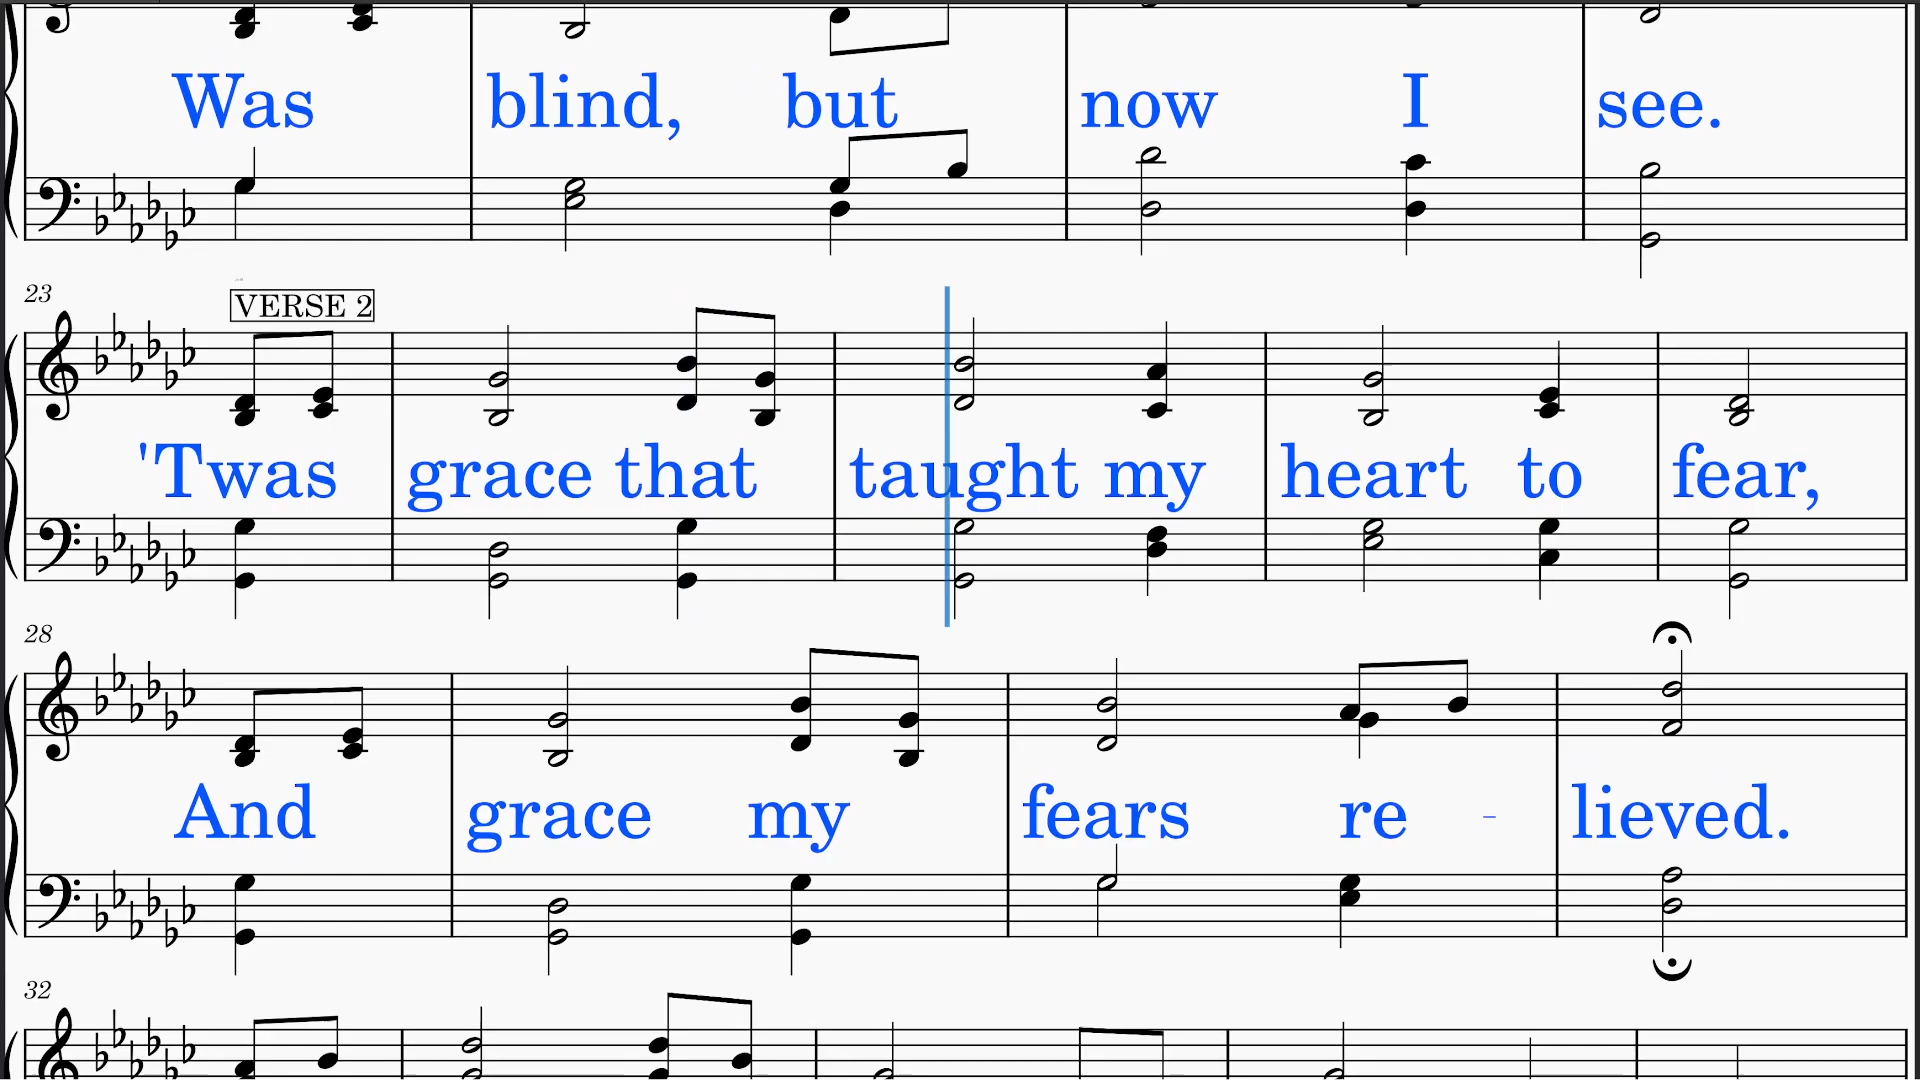 Was blind, but now I see.
23
VERSE 2
'Twas grace that taught my heart to fear,
28
And grace my fears re - lieved.
32